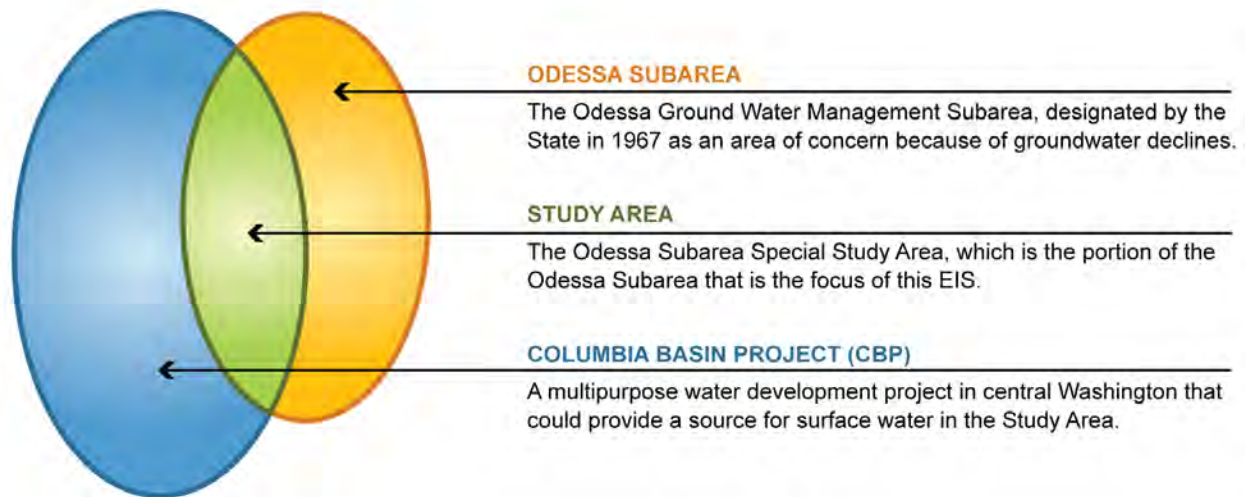 ODESSA SUBAREA
The Odessa Ground Water Management Subarea, designated by the
State in 1967 as an area of concern because of groundwater declines.
STUDY AREA
The Odessa Subarea Special Study Area, which is the portion of the
Odessa Subarea that is the focus of this EIS.
COLUMBIA BASIN PROJECT (CBP)
A multipurpose water development project in central Washington that
could provide a source for surface water in the Study Area.